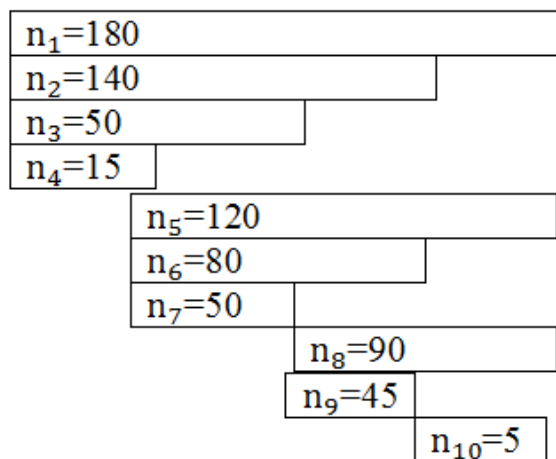 n₁=180
n₂=140
n₃=50
n₄=15
n₅=120
n₆=80
n₇=50
n₈=90
n₉=45
n₁₀=5